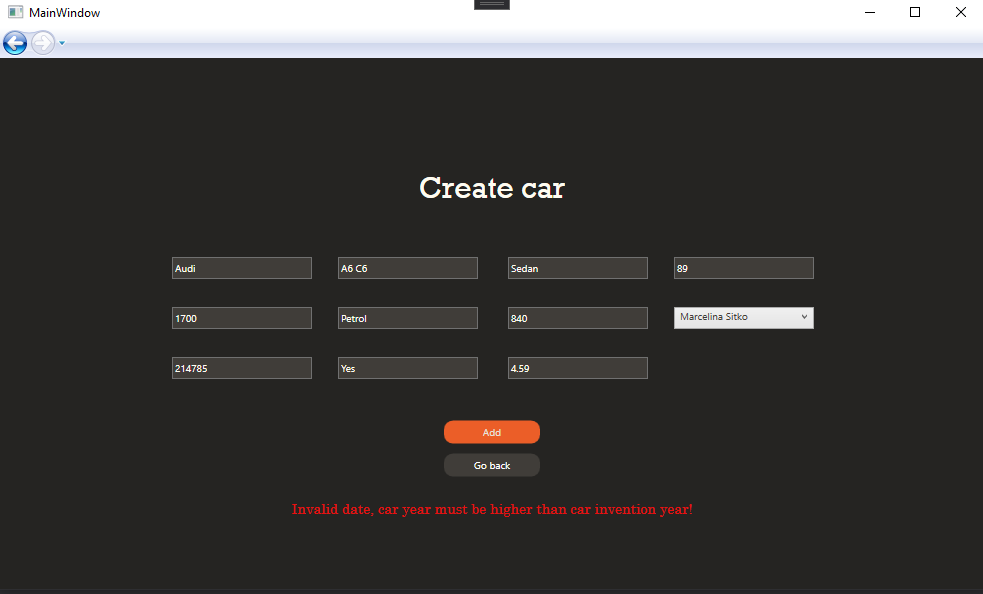 MainWindow
Create car
Audi A6 C6 Sedan 89
1700 Petrol 840 Marcelina Sitko
214785 Yes 4.59
Add
Go back
Invalid date, car year must be higher than car invention year!